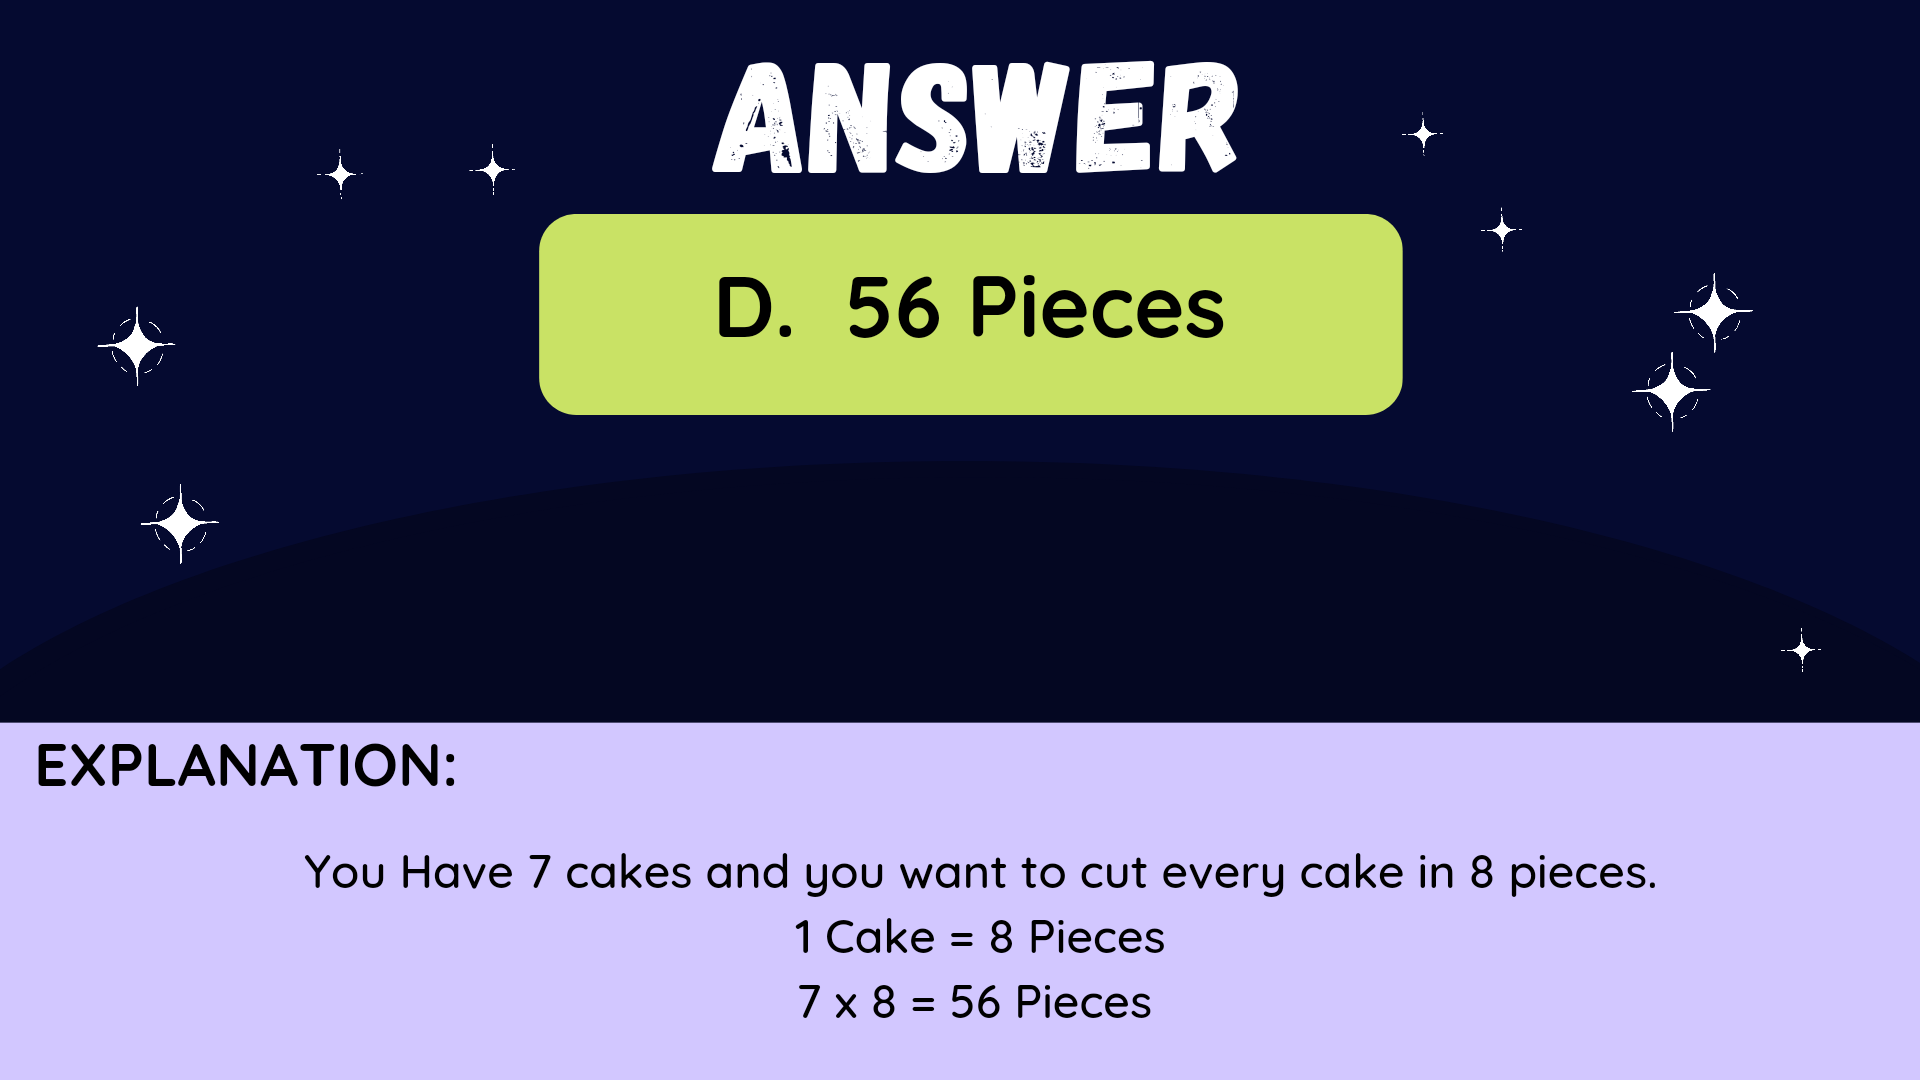 ANSWER
D. 56 Pieces
EXPLANATION:
You Have 7 cakes and you want to cut every cake in 8 pieces.
1 Cake = 8 Pieces
7 x 8 = 56 Pieces